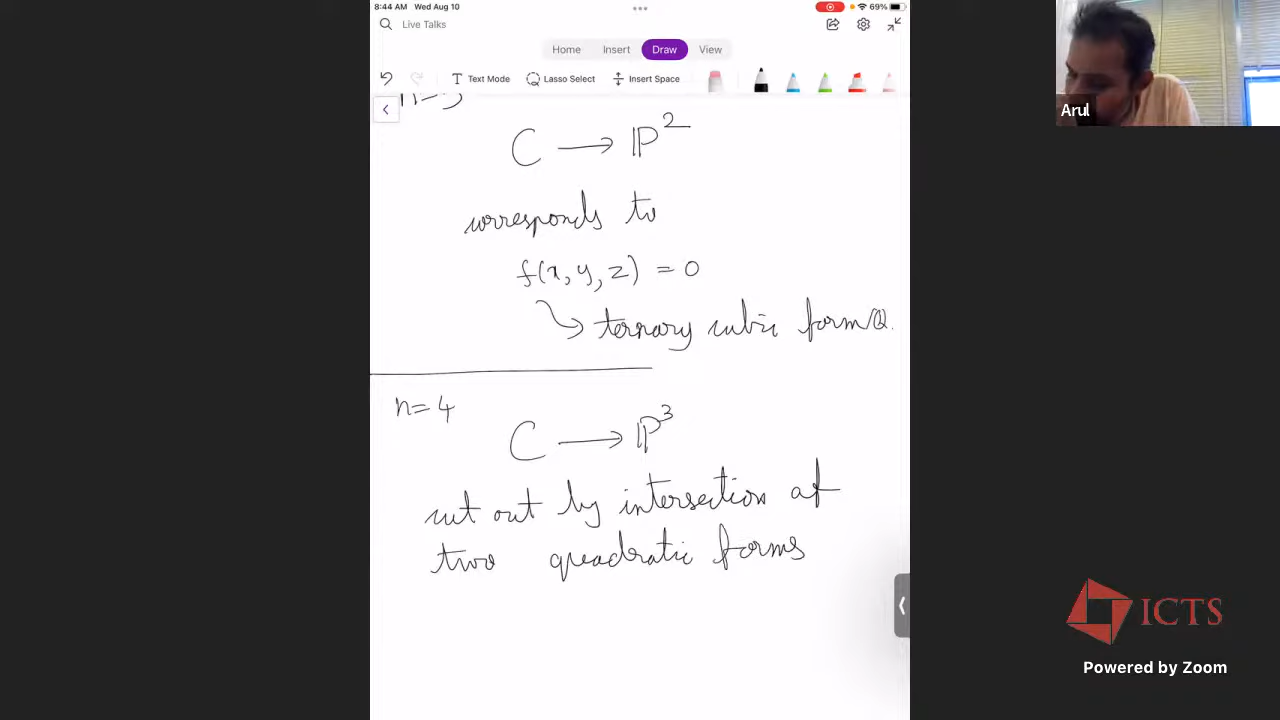 8:44 AM Wed Aug 10
69%
Live Talks
Home Insert Draw View
Text Mode Lasso Select Insert Space
Arul
C → ℙ²
corresponds to
f(x, y, z) = 0
↳ ternary cubic form/ℚ.
n=4
C → ℙ³
cut out by intersection of
two quadratic forms
ICTS
Powered by Zoom